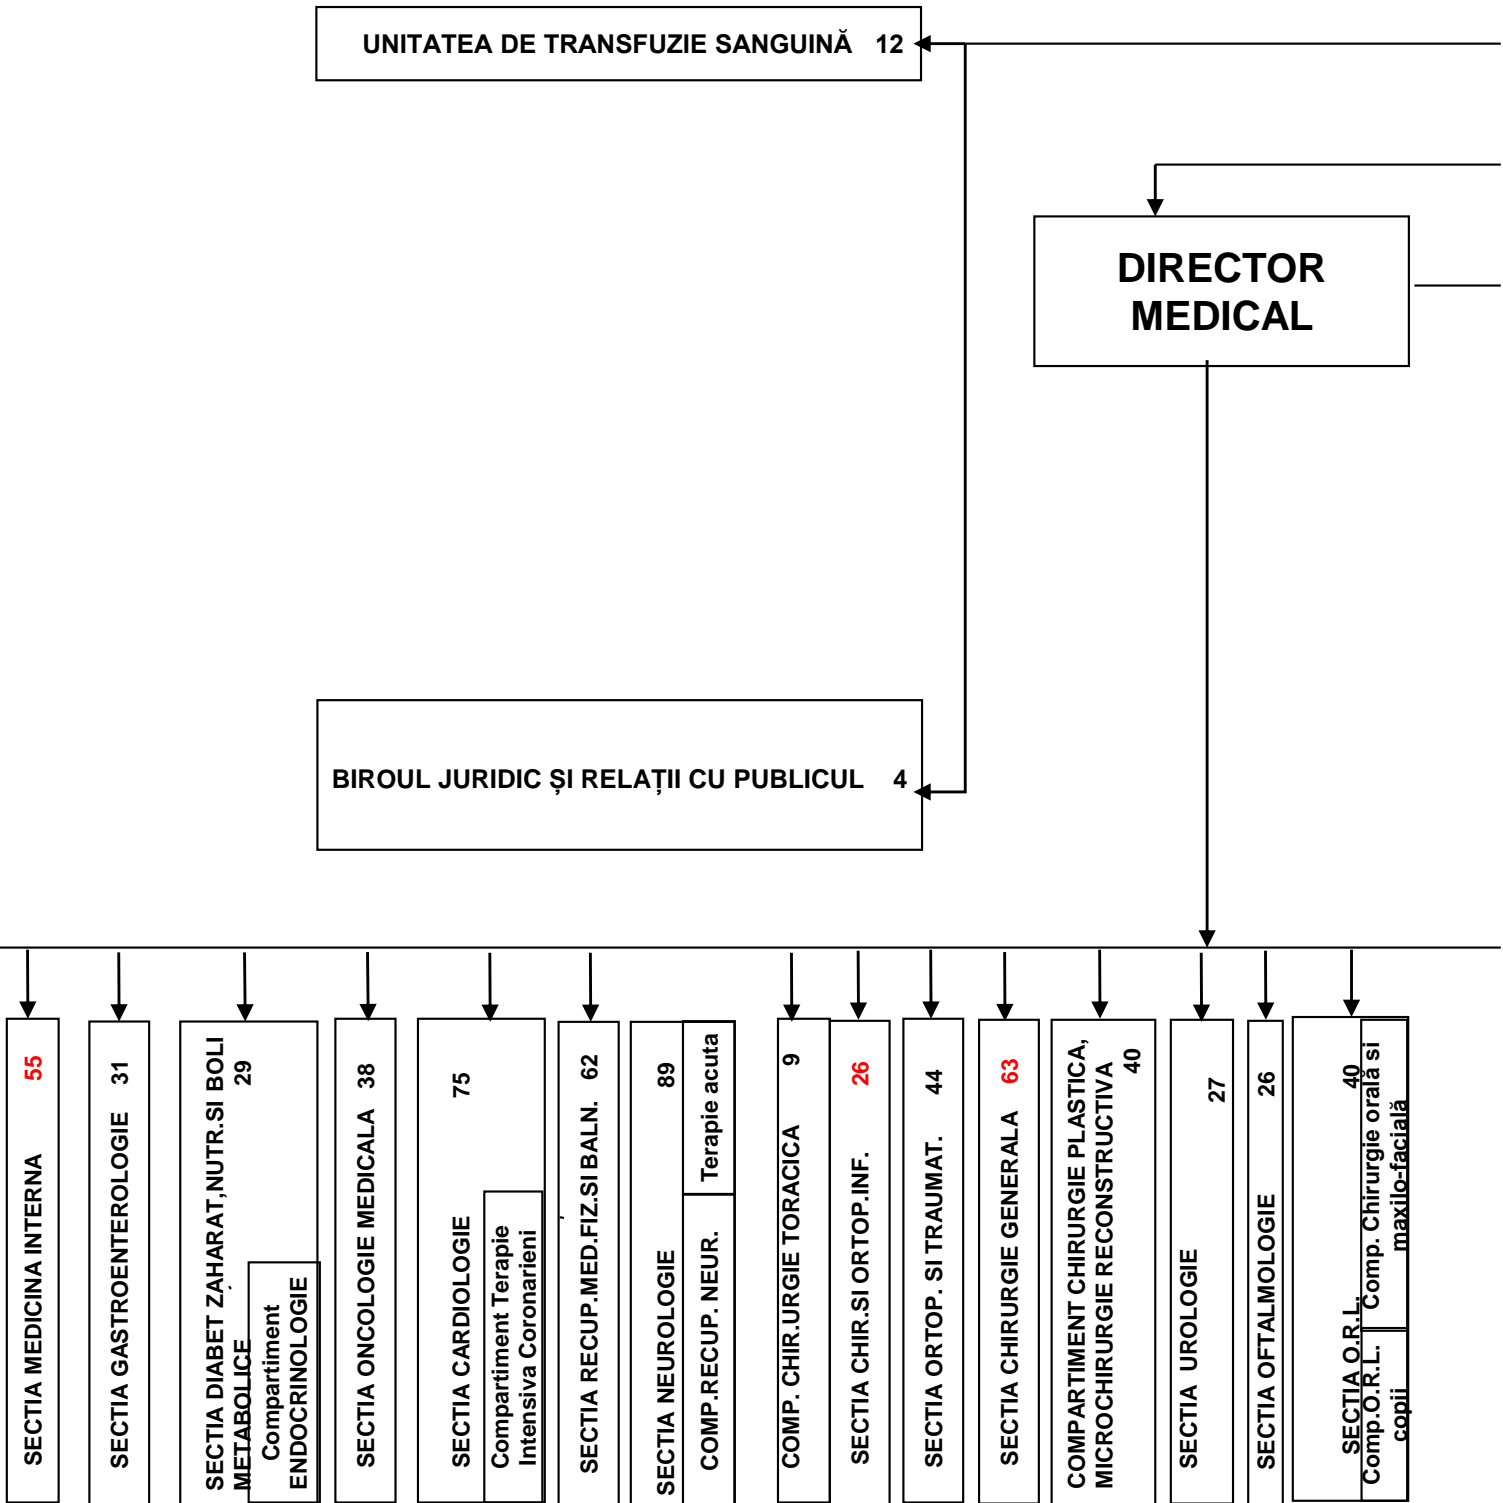 UNITATEA DE TRANSFUZIE SANGUINĂ 12
DIRECTOR
MEDICAL
BIROUL JURIDIC ȘI RELAȚII CU PUBLICUL 4
SECTIA MEDICINA INTERNA 55
SECTIA GASTROENTEROLOGIE 31
SECTIA DIABET ZAHARAT,NUTR.SI BOLI
METABOLICE 29
Compartiment
ENDOCRINOLOGIE
SECTIA ONCOLOGIE MEDICALA 38
SECTIA CARDIOLOGIE 75
Compartiment Terapie
Intensiva Coronarieni
SECTIA RECUP.MED.FIZ.SI BALN. 62
SECTIA NEUROLOGIE 89
COMP.RECUP. NEUR.
Terapie acuta
COMP. CHIR.URGIE TORACICA 9
SECTIA CHIR.SI ORTOP.INF. 26
SECTIA ORTOP. SI TRAUMAT. 44
SECTIA CHIRURGIE GENERALA 63
COMPARTIMENT CHIRURGIE PLASTICA,
MICROCHIRURGIE RECONSTRUCTIVA
40
SECTIA UROLOGIE 27
SECTIA OFTALMOLOGIE 26
SECTIA O.R.L. 40
Comp.O.R.L.
copii
Comp. Chirurgie orală si
maxilo-facială